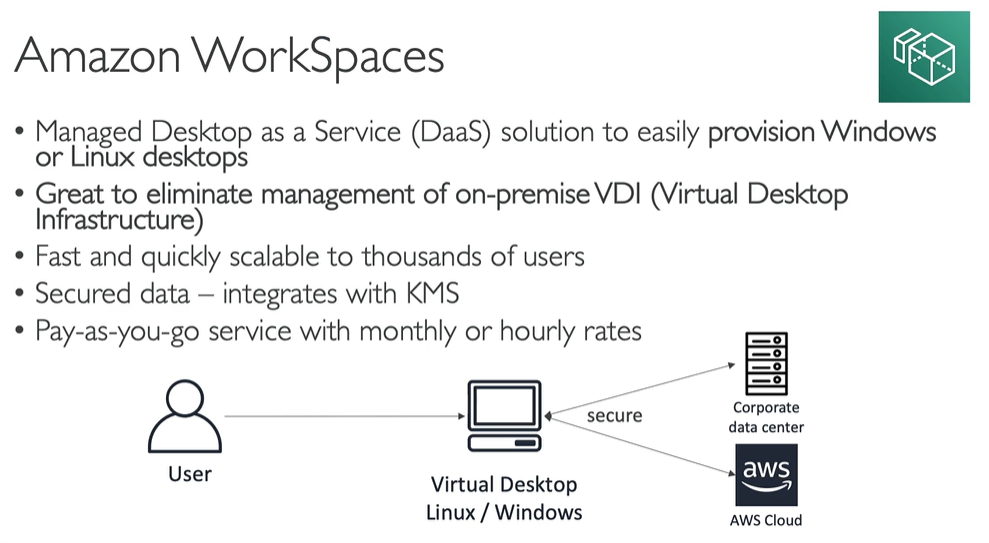 Amazon WorkSpaces
• Managed Desktop as a Service (DaaS) solution to easily provision Windows
or Linux desktops
• Great to eliminate management of on-premise VDI (Virtual Desktop
Infrastructure)
• Fast and quickly scalable to thousands of users
• Secured data – integrates with KMS
• Pay-as-you-go service with monthly or hourly rates
User
Virtual Desktop
Linux / Windows
secure
Corporate
data center
aws
AWS Cloud